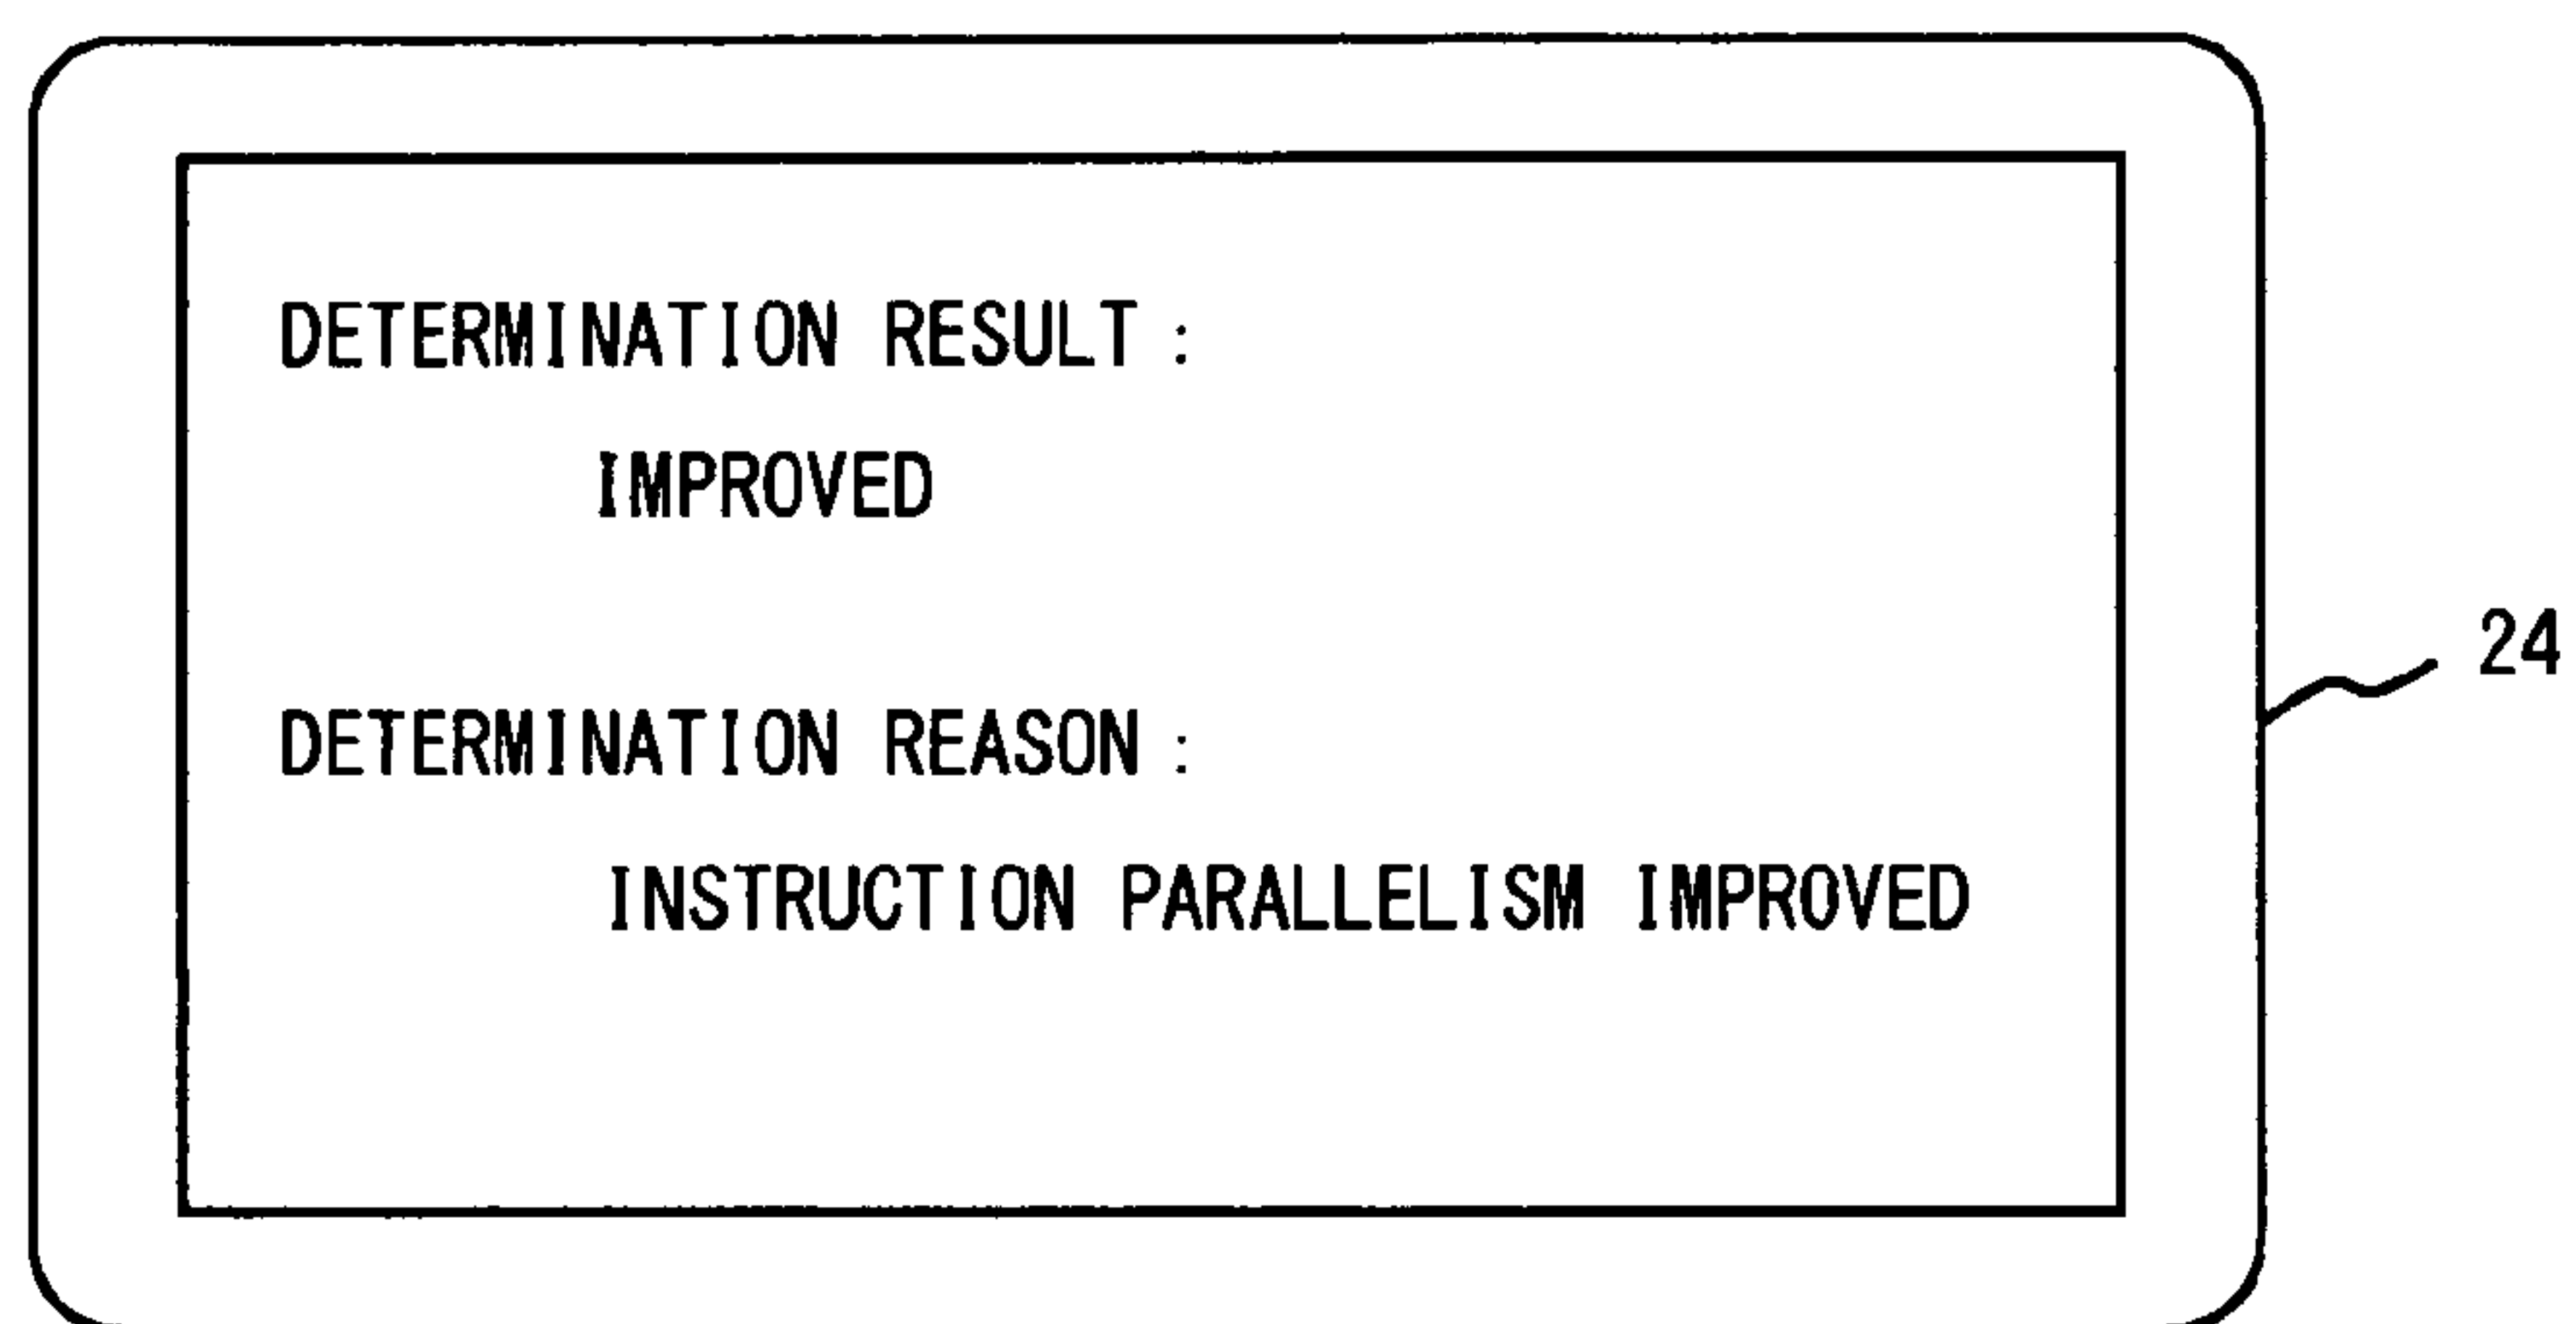 DETERMINATION RESULT :
IMPROVED
24
DETERMINATION REASON :
INSTRUCTION PARALLELISM IMPROVED